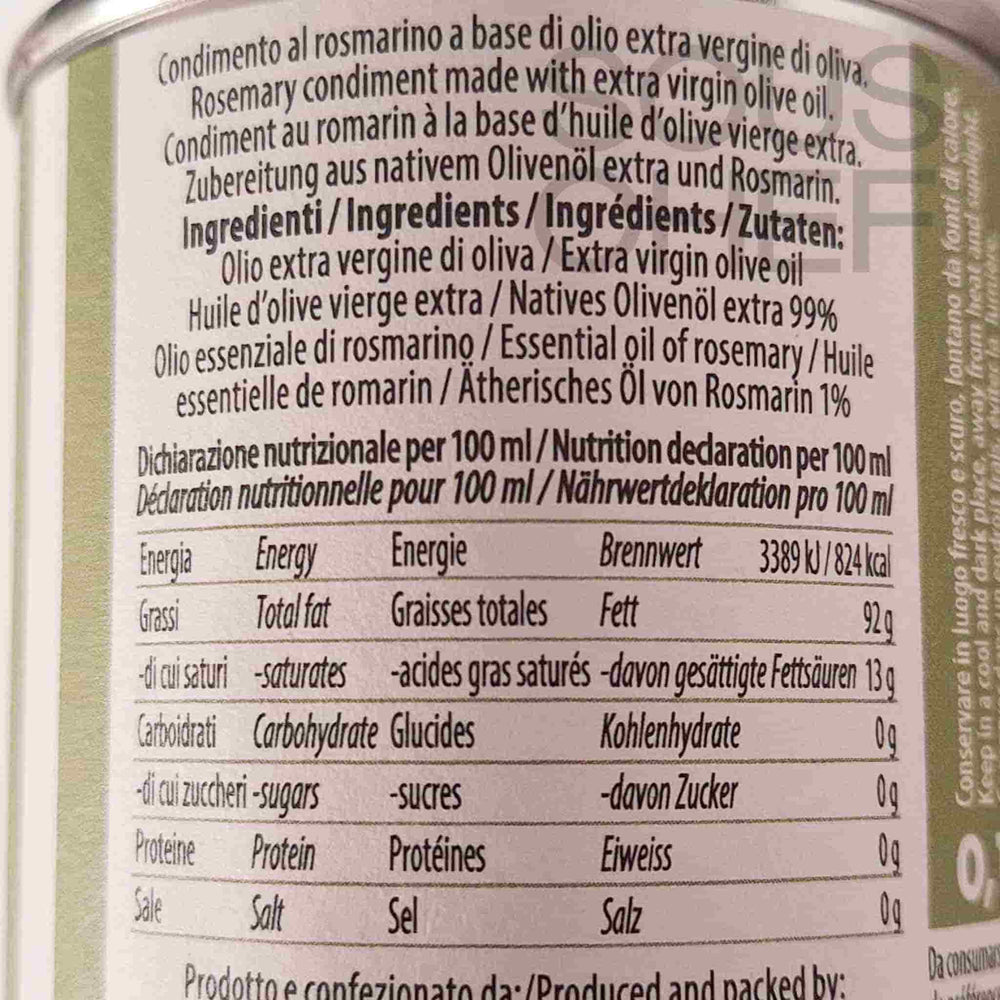 Condimento al rosmarino a base di olio extra vergine di oliva.
Rosemary condiment made with extra virgin olive oil.
Condiment au romarin à la base d'huile d'olive vierge extra.
Zubereitung aus nativem Olivenöl extra und Rosmarin.
Ingredienti / Ingredients / Ingrédients / Zutaten:
Olio extra vergine di oliva / Extra virgin olive oil
Huile d'olive vierge extra / Natives Olivenöl extra 99%
Olio essenziale di rosmarino / Essential oil of rosemary / Huile
essentielle de romarin / Ätherisches Öl von Rosmarin 1%
Dichiarazione nutrizionale per 100 ml / Nutrition declaration per 100 ml
Déclaration nutritionnelle pour 100 ml / Nährwertdeklaration pro 100 ml
Energia Energy Energie Brennwert 3389 kJ / 824 kcal
Grassi Total fat Graisses totales Fett 92 g
-di cui saturi -saturates -acides gras saturés -davon gesättigte Fettsäuren 13 g
Carboidrati Carbohydrate Glucides Kohlenhydrate 0 g
-di cui zuccheri -sugars -sucres -davon Zucker 0 g
Proteine Protein Protéines Eiweiss 0 g
Sale Salt Sel Salz 0 g
Prodotto e confezionato da: / Produced and packed by:
Conservare in luogo fresco e scuro, lontano da fonti di calore.
Keep in a cool and dark place, away from heat and sunlight.
0,
Da consumars
SOUS
CHEF